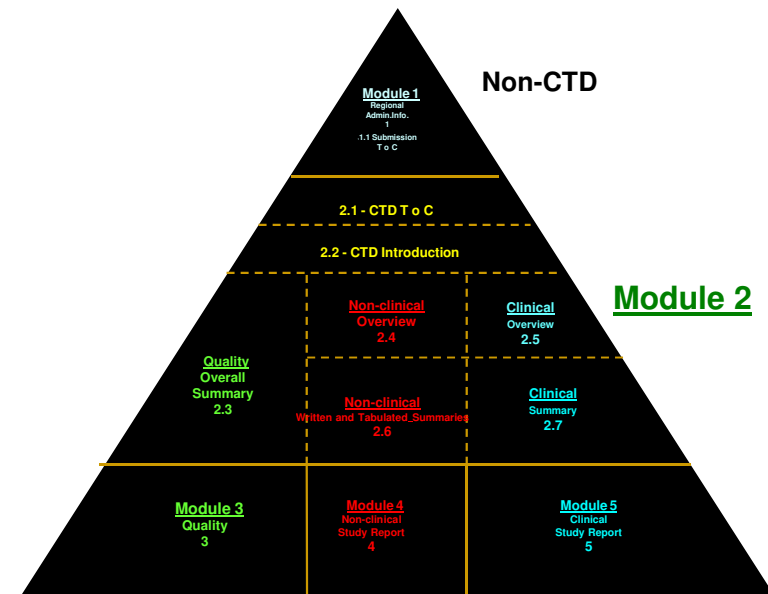 Non-CTD
Module 1
Regional
Admin.Info.
1
1.1 Submission
T o C
2.1 - CTD T o C
2.2 - CTD Introduction
Module 2
Quality
Overall
Summary
2.3
Non-clinical
Overview
2.4
Clinical
Overview
2.5
Non-clinical
Written and Tabulated Summaries
2.6
Clinical
Summary
2.7
Module 3
Quality
3
Module 4
Non-clinical
Study Report
4
Module 5
Clinical
Study Report
5